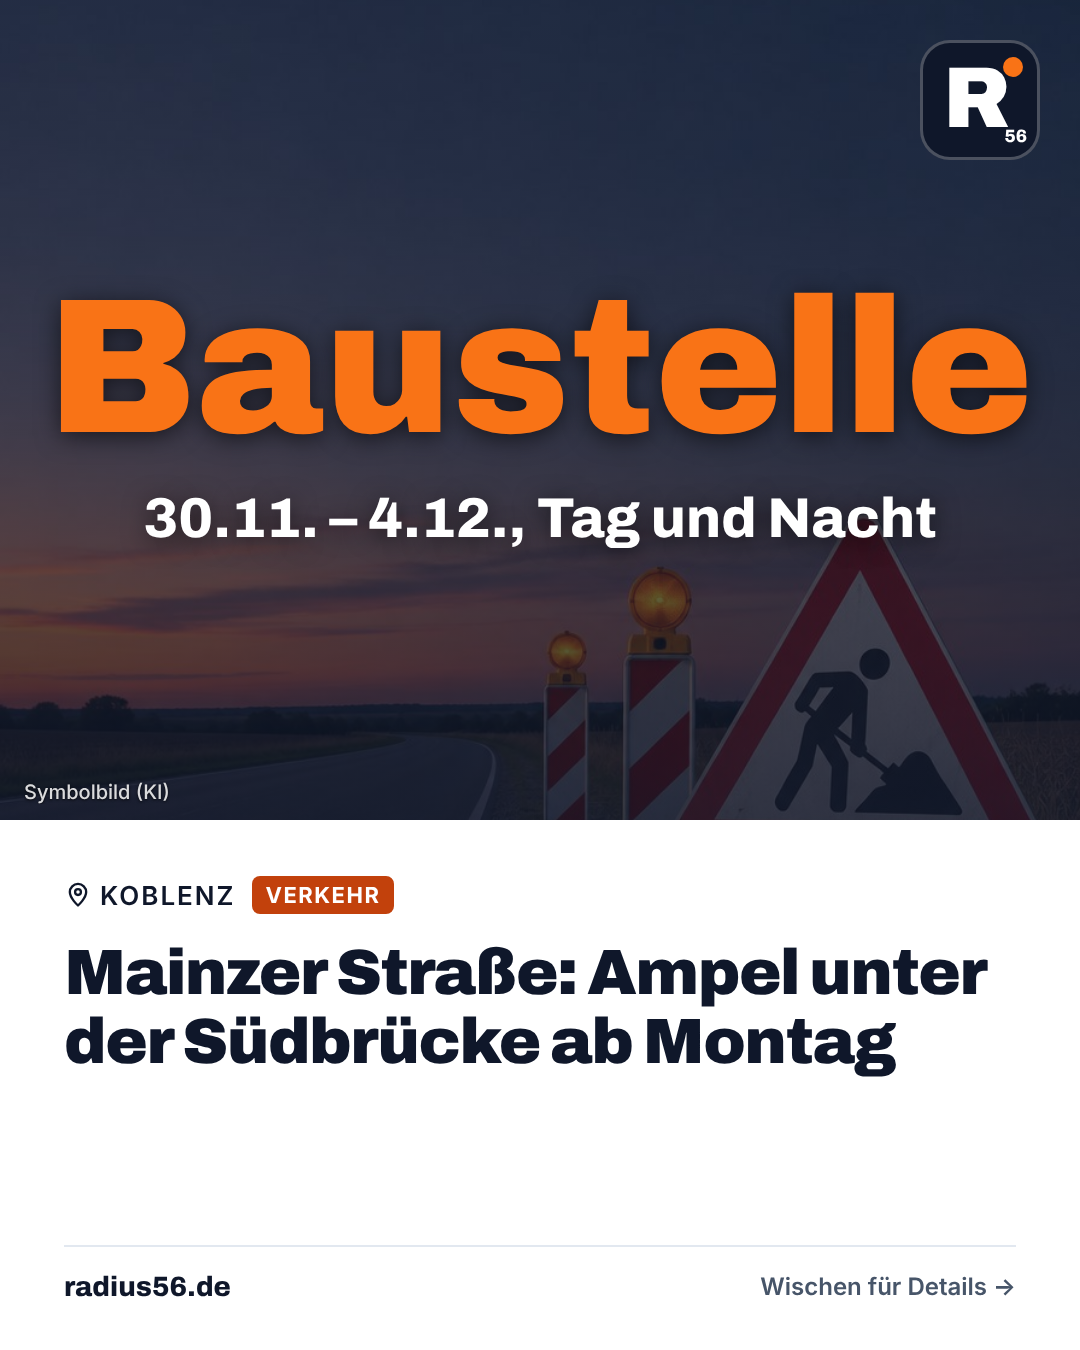 R
56
Baustelle
30.11. – 4.12., Tag und Nacht
Symbolbild (KI)
KOBLENZ VERKEHR
Mainzer Straße: Ampel unter
der Südbrücke ab Montag
radius56.de Wischen für Details →